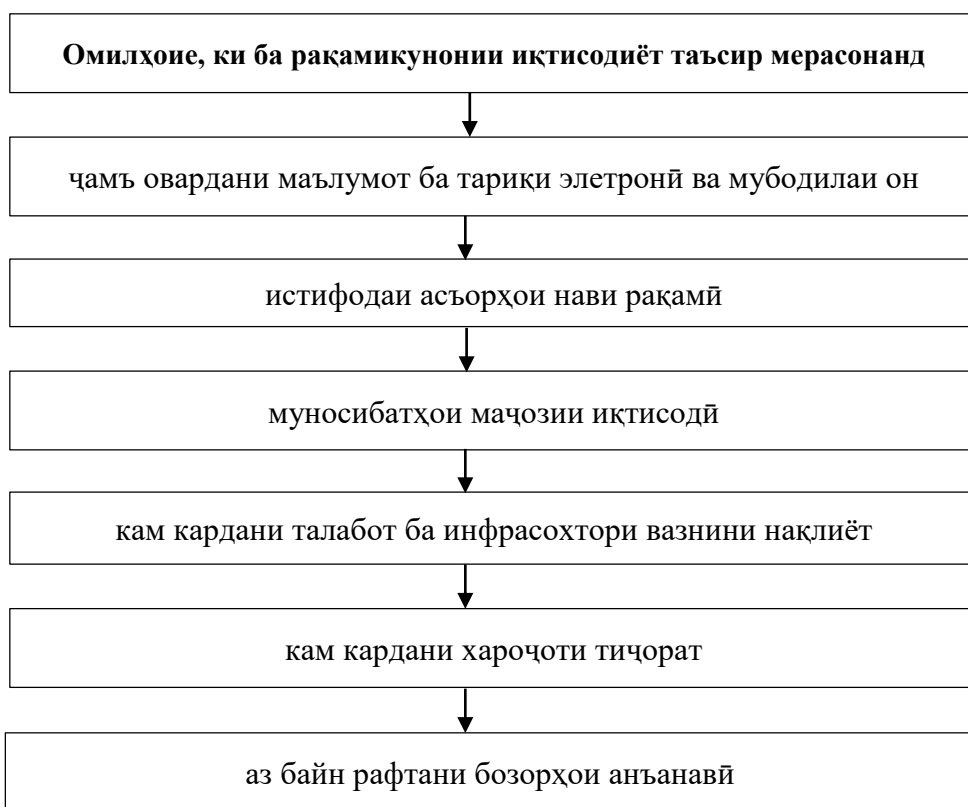 Омилҳоие, ки ба рақамикунонии иқтисодиёт таъсир мерасонанд
ҷамъ овардани маълумот ба тариқи элетронӣ ва мубодилаи он
истифодаи асъорҳои нави рақамӣ
муносибатҳои маҷозии иқтисодӣ
кам кардани талабот ба инфрасохтори вазнини нақлиёт
кам кардани хароҷоти тиҷорат
аз байн рафтани бозорҳои анъанавӣ